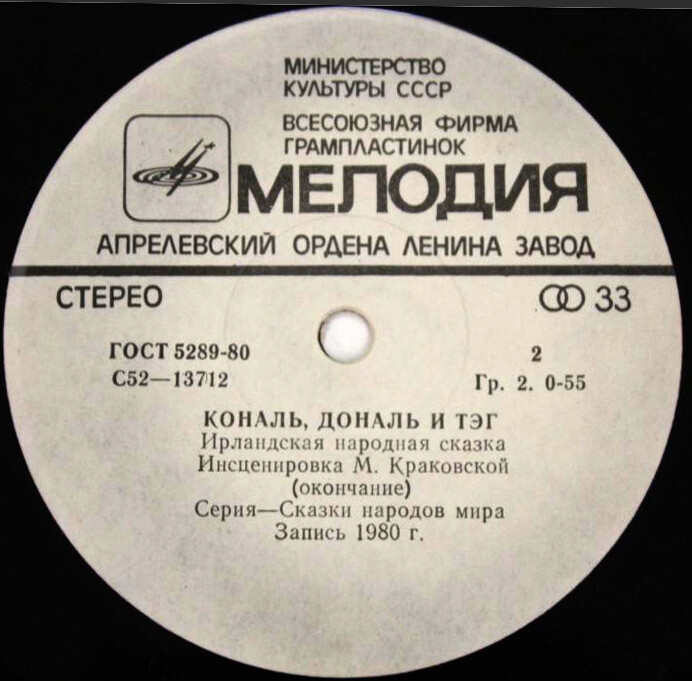 МИНИСТЕРСТВО
КУЛЬТУРЫ СССР
ВСЕСОЮЗНАЯ ФИРМА
ГРАМПЛАСТИНОК
МЕЛОДИЯ
АПРЕЛЕВСКИЙ ОРДЕНА ЛЕНИНА ЗАВОД
СТЕРЕО 33
ГОСТ 5289-80 2
С52—13712 Гр. 2. 0-55
КОНАЛЬ, ДОНАЛЬ И ТЭГ
Ирландская народная сказка
Инсценировка М. Краковской
(окончание)
Серия—Сказки народов мира
Запись 1980 г.